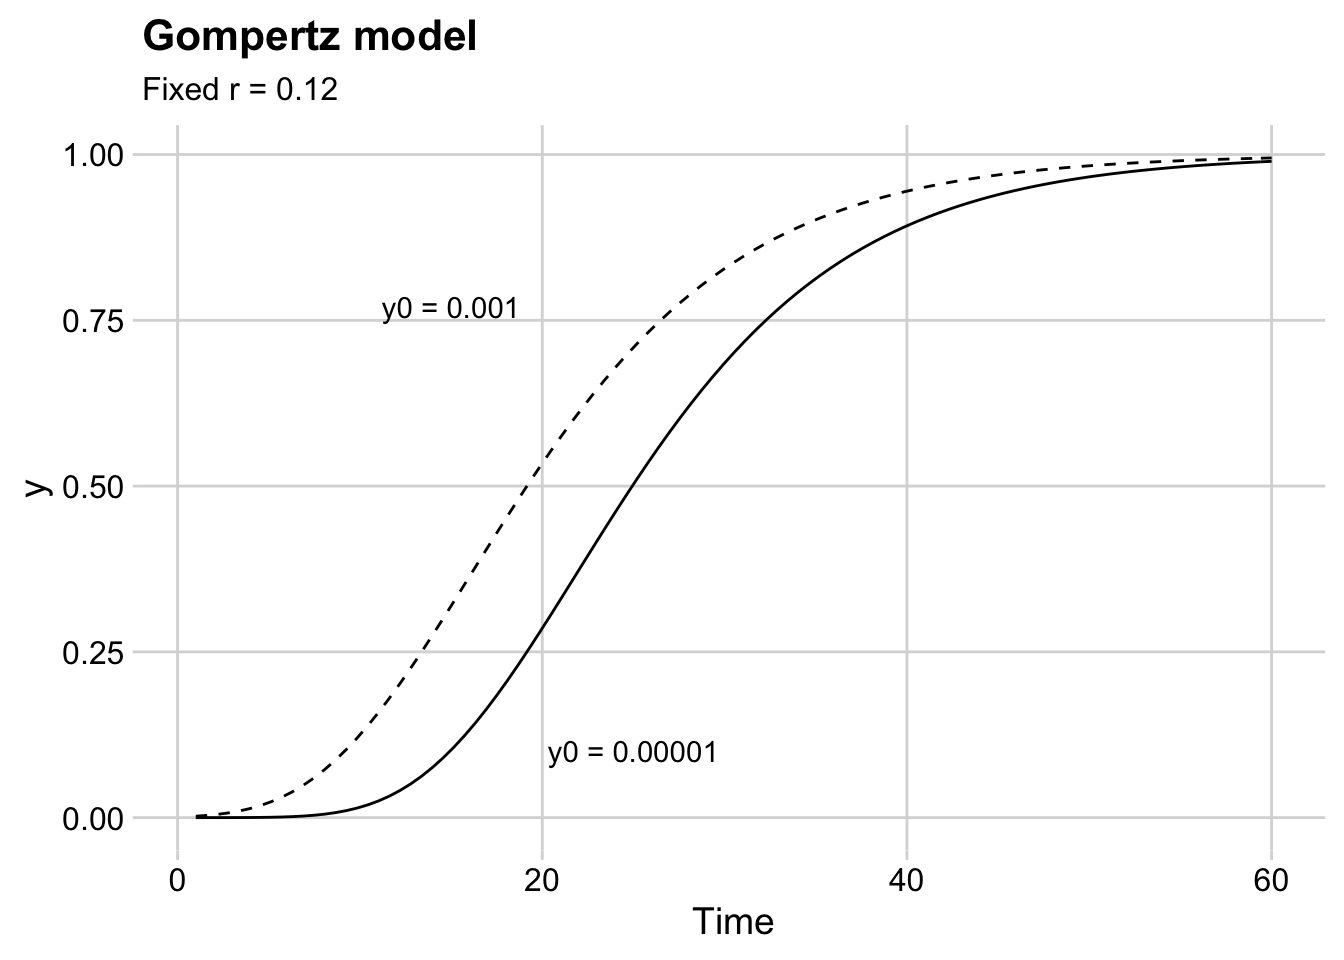 Gompertz model
Fixed r = 0.12
1.00
y0 = 0.001
0.75
y
0.50
0.25
y0 = 0.00001
0.00
0 20 40 60
Time